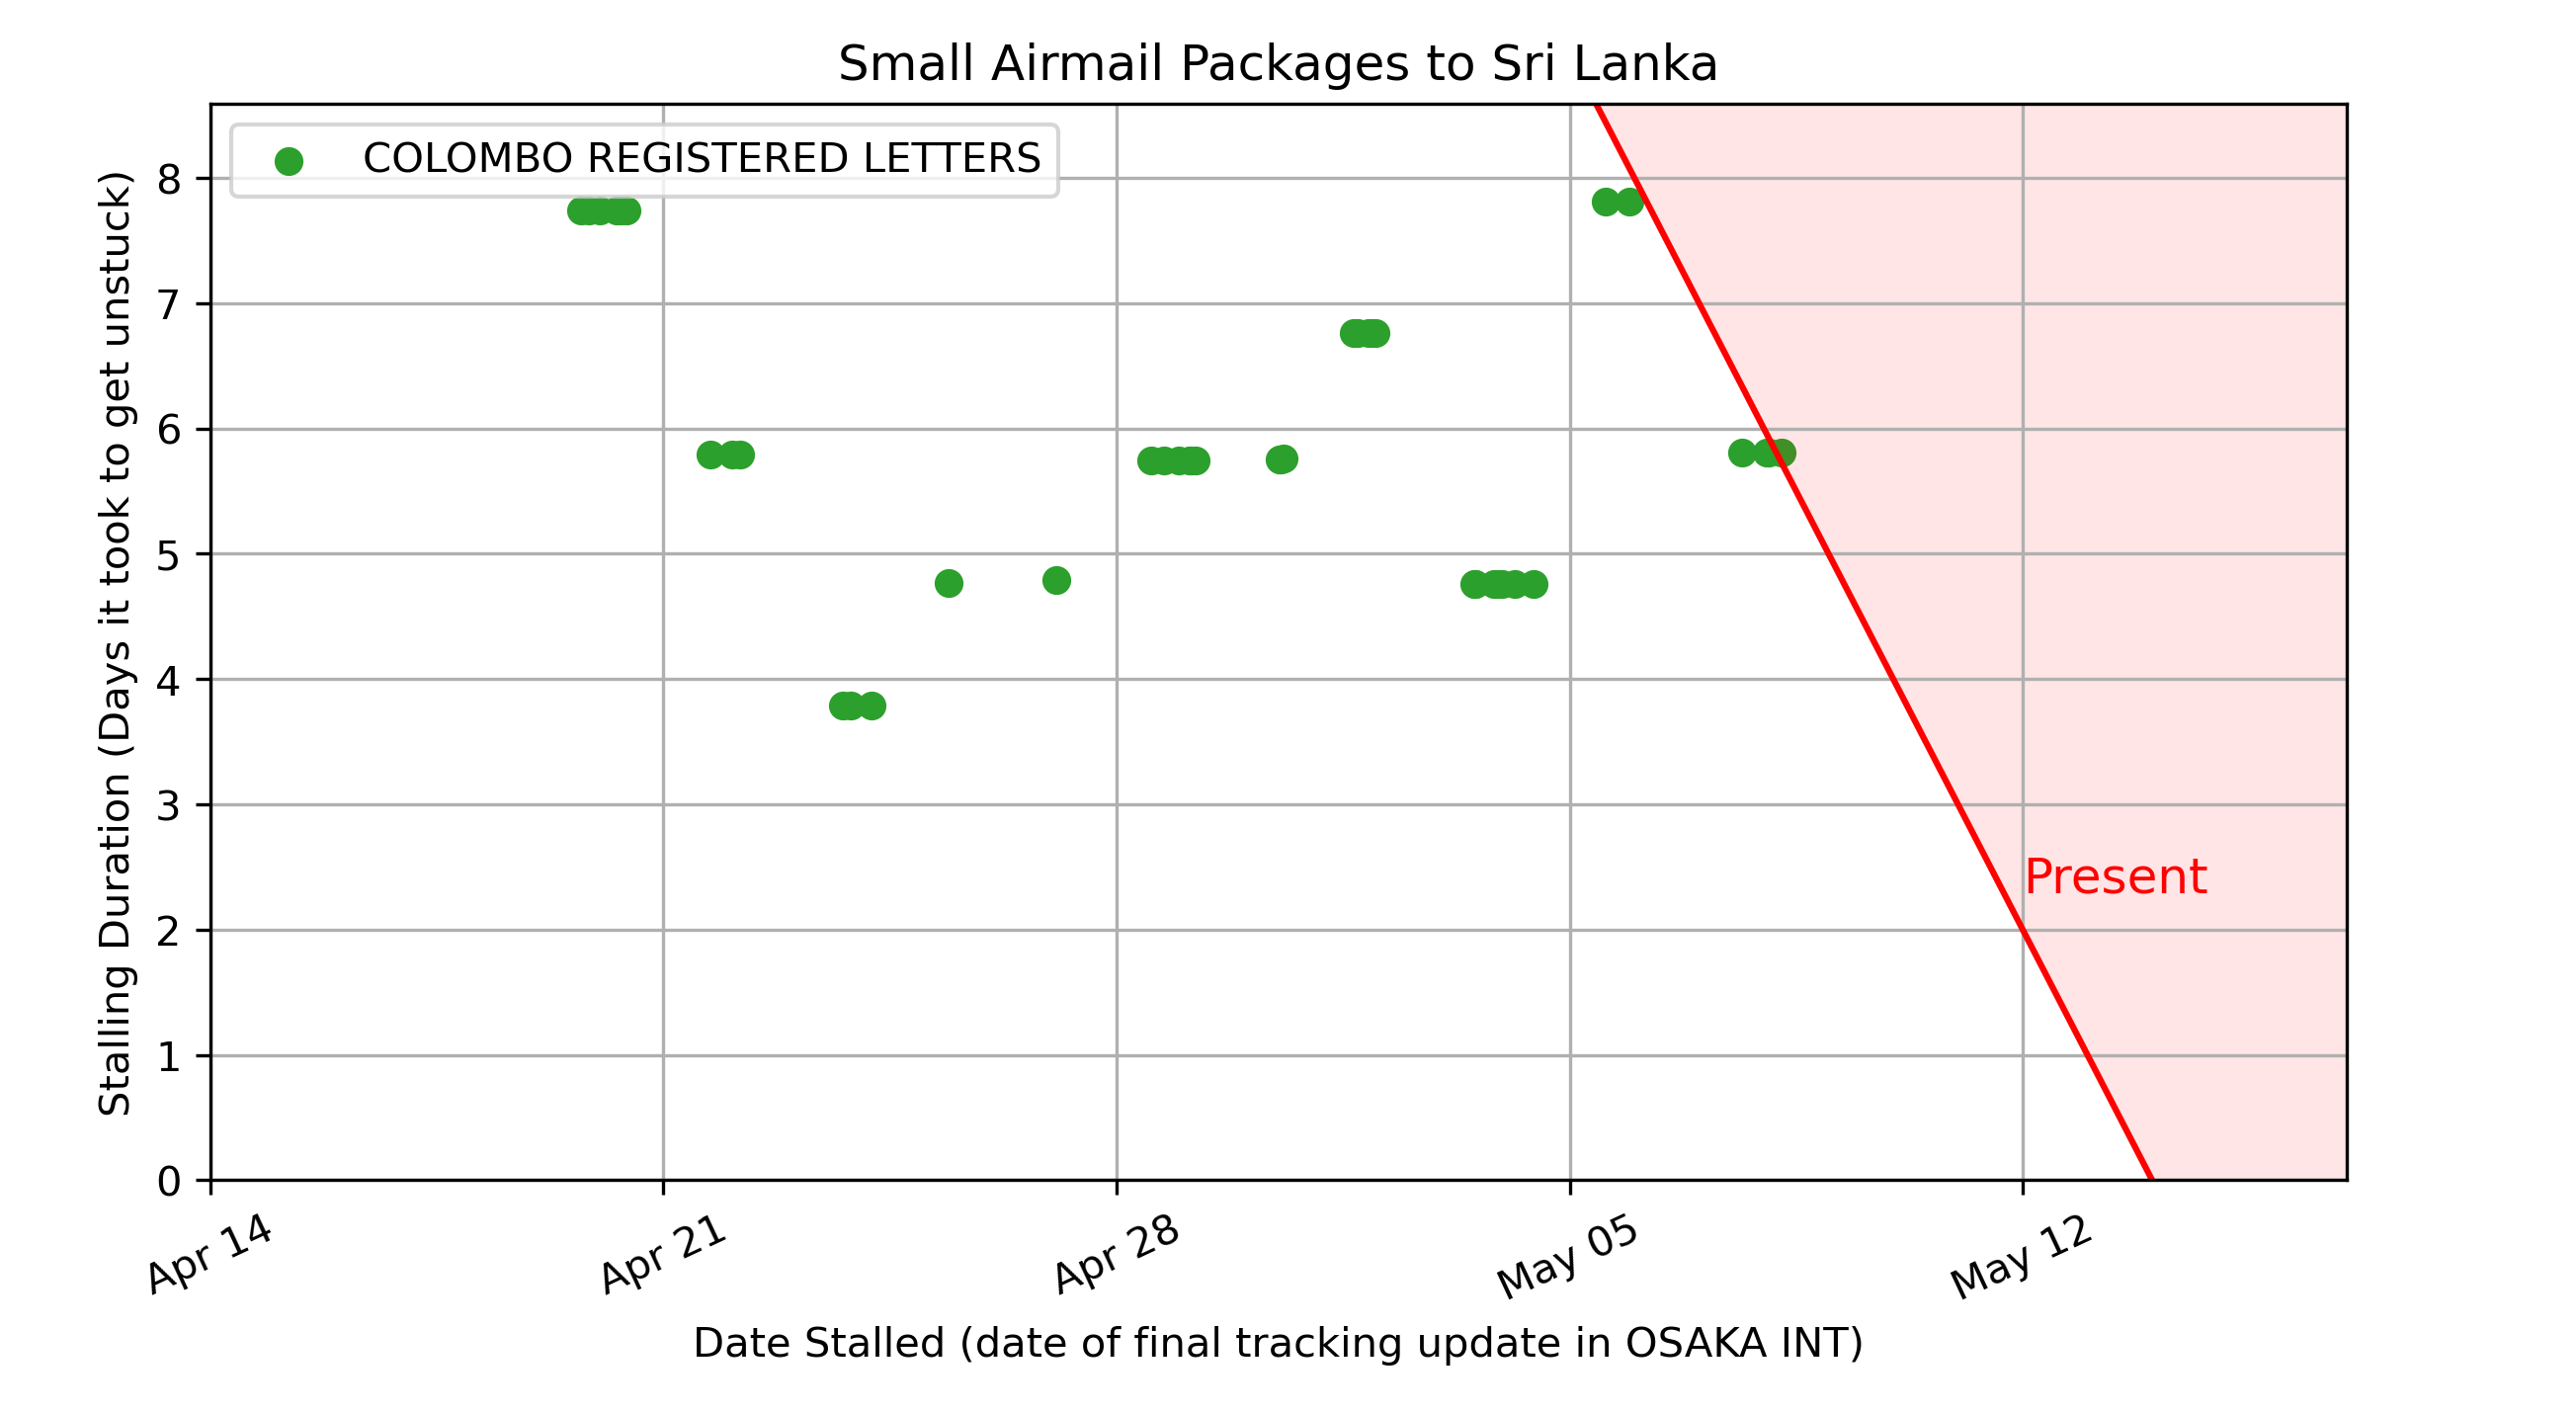 Small Airmail Packages to Sri Lanka
COLOMBO REGISTERED LETTERS
Stalling Duration (Days it took to get unstuck)
8
7
6
5
4
3
2
1
0
Present
Apr 14
Apr 21
Apr 28
May 05
May 12
Date Stalled (date of final tracking update in OSAKA INT)